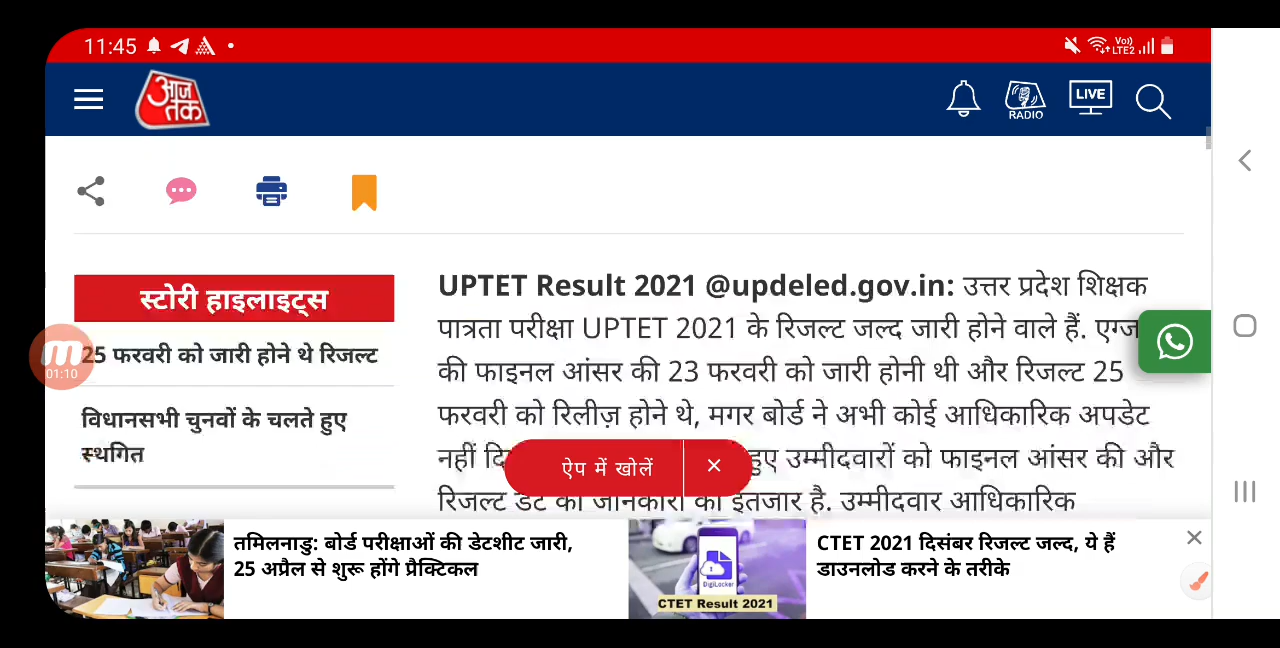 11:45
Vo)) LTE2
आज तक
RADIO
LIVE
स्टोरी हाइलाइट्स
25 फरवरी को जारी होने थे रिजल्ट
01:10
विधानसभी चुनवों के चलते हुए
स्थगित
UPTET Result 2021 @updeled.gov.in: उत्तर प्रदेश शिक्षक
पात्रता परीक्षा UPTET 2021 के रिजल्ट जल्द जारी होने वाले हैं. एग्ज
की फाइनल आंसर की 23 फरवरी को जारी होनी थी और रिजल्ट 25
फरवरी को रिलीज़ होने थे, मगर बोर्ड ने अभी कोई आधिकारिक अपडेट
नहीं हुए उम्मीदवारों को फाइनल आंसर की और
रिजल्ट डेट की जानकारी का इंतजार है. उम्मीदवार आधिकारिक
ऐप में खोलें ×
तमिलनाडु: बोर्ड परीक्षाओं की डेटशीट जारी,
25 अप्रैल से शुरू होंगे प्रैक्टिकल
DigiLocker
CTET Result 2021
CTET 2021 दिसंबर रिजल्ट जल्द, ये हैं
डाउनलोड करने के तरीके